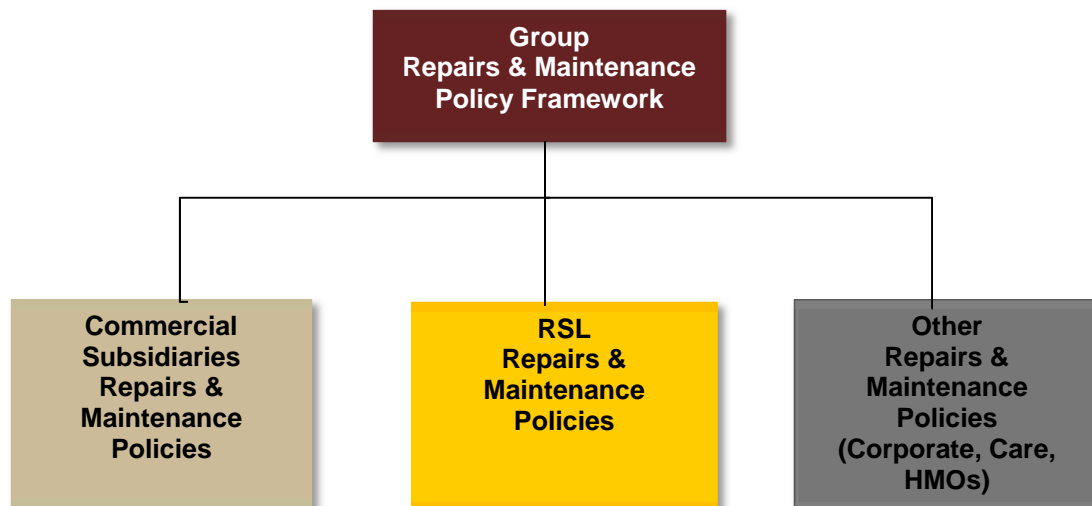 Group
Repairs & Maintenance
Policy Framework
Commercial
Subsidiaries
Repairs &
Maintenance
Policies
RSL
Repairs &
Maintenance
Policies
Other
Repairs &
Maintenance
Policies
(Corporate, Care,
HMOs)